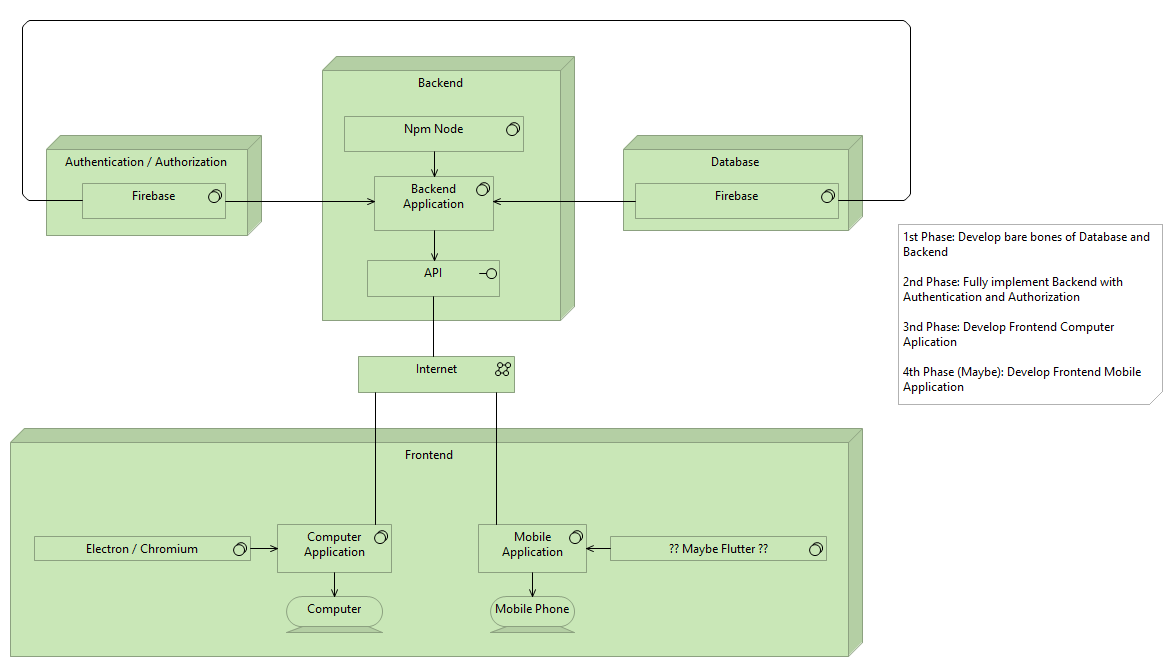 Backend
Npm Node
Authentication / Authorization
Firebase
Backend
Application
Database
Firebase
API
1st Phase: Develop bare bones of Database and
Backend
2nd Phase: Fully implement Backend with
Authentication and Authorization
3nd Phase: Develop Frontend Computer
Aplication
4th Phase (Maybe): Develop Frontend Mobile
Application
Internet
Frontend
Electron / Chromium
Computer
Application
Mobile
Application
?? Maybe Flutter ??
Computer
Mobile Phone